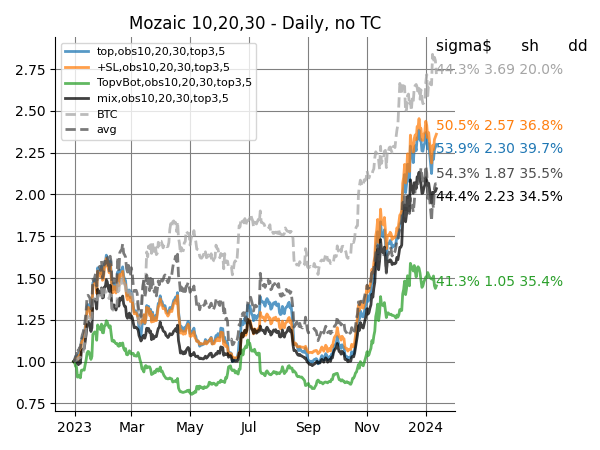 Mozaic 10,20,30 - Daily, no TC
sigma$ sh dd
top,obs10,20,30,top3,5
+SL,obs10,20,30,top3,5
TopvBot,obs10,20,30,top3,5
mix,obs10,20,30,top3,5
BTC
avg
44.3% 3.69 20.0%
50.5% 2.57 36.8%
53.9% 2.30 39.7%
54.3% 1.87 35.5%
44.4% 2.23 34.5%
41.3% 1.05 35.4%
2.75
2.50
2.25
2.00
1.75
1.50
1.25
1.00
0.75
2023 Mar May Jul Sep Nov 2024